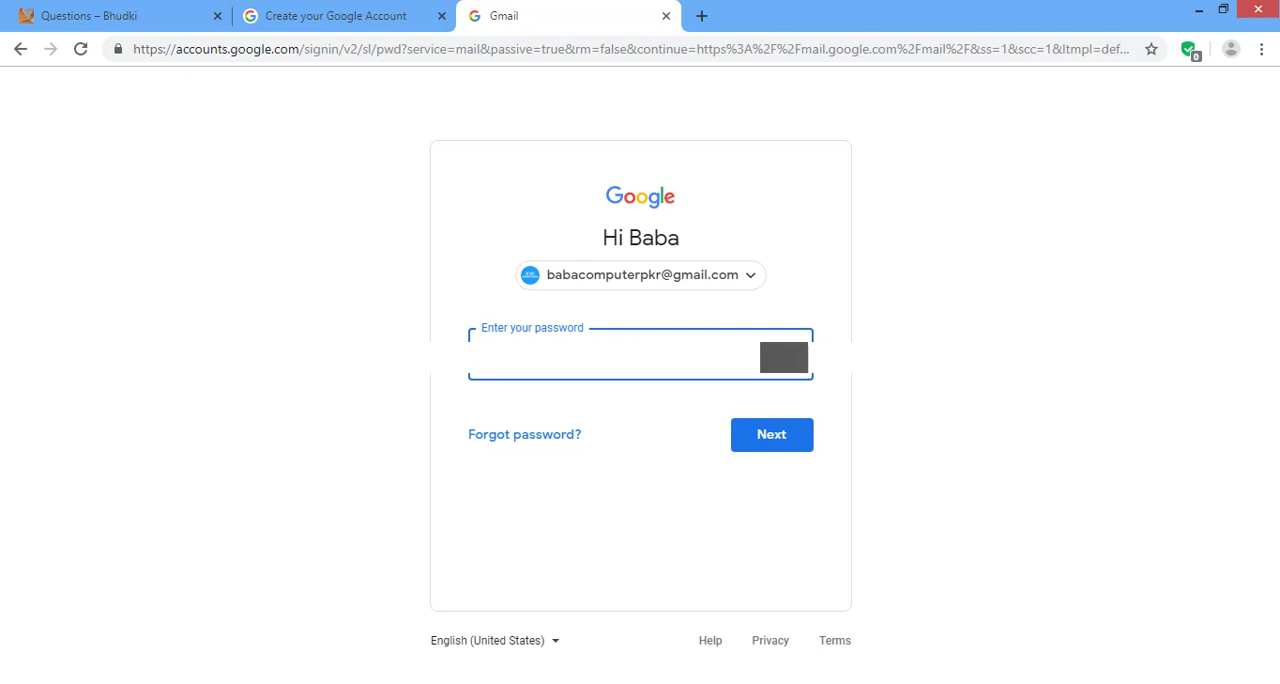 Questions – Bhudki
Create your Google Account
Gmail
https://accounts.google.com/signin/v2/sl/pwd?service=mail&passive=true&rm=false&continue=https%3A%2F%2Fmail.google.com%2Fmail%2F&ss=1&scc=1&ltmpl=def...
0
Google
Hi Baba
babacomputerpkr@gmail.com
Enter your password
Forgot password?
Next
English (United States)
Help
Privacy
Terms